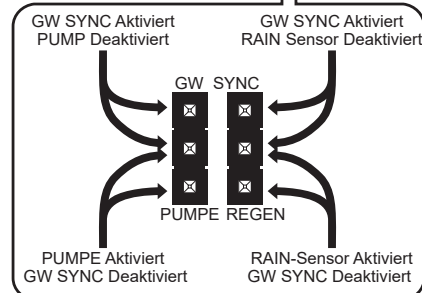 GW SYNC Aktiviert
PUMP Deaktiviert
GW SYNC Aktiviert
RAIN Sensor Deaktiviert
GW SYNC
PUMPE REGEN
PUMPE Aktiviert
GW SYNC Deaktiviert
RAIN-Sensor Aktiviert
GW SYNC Deaktiviert